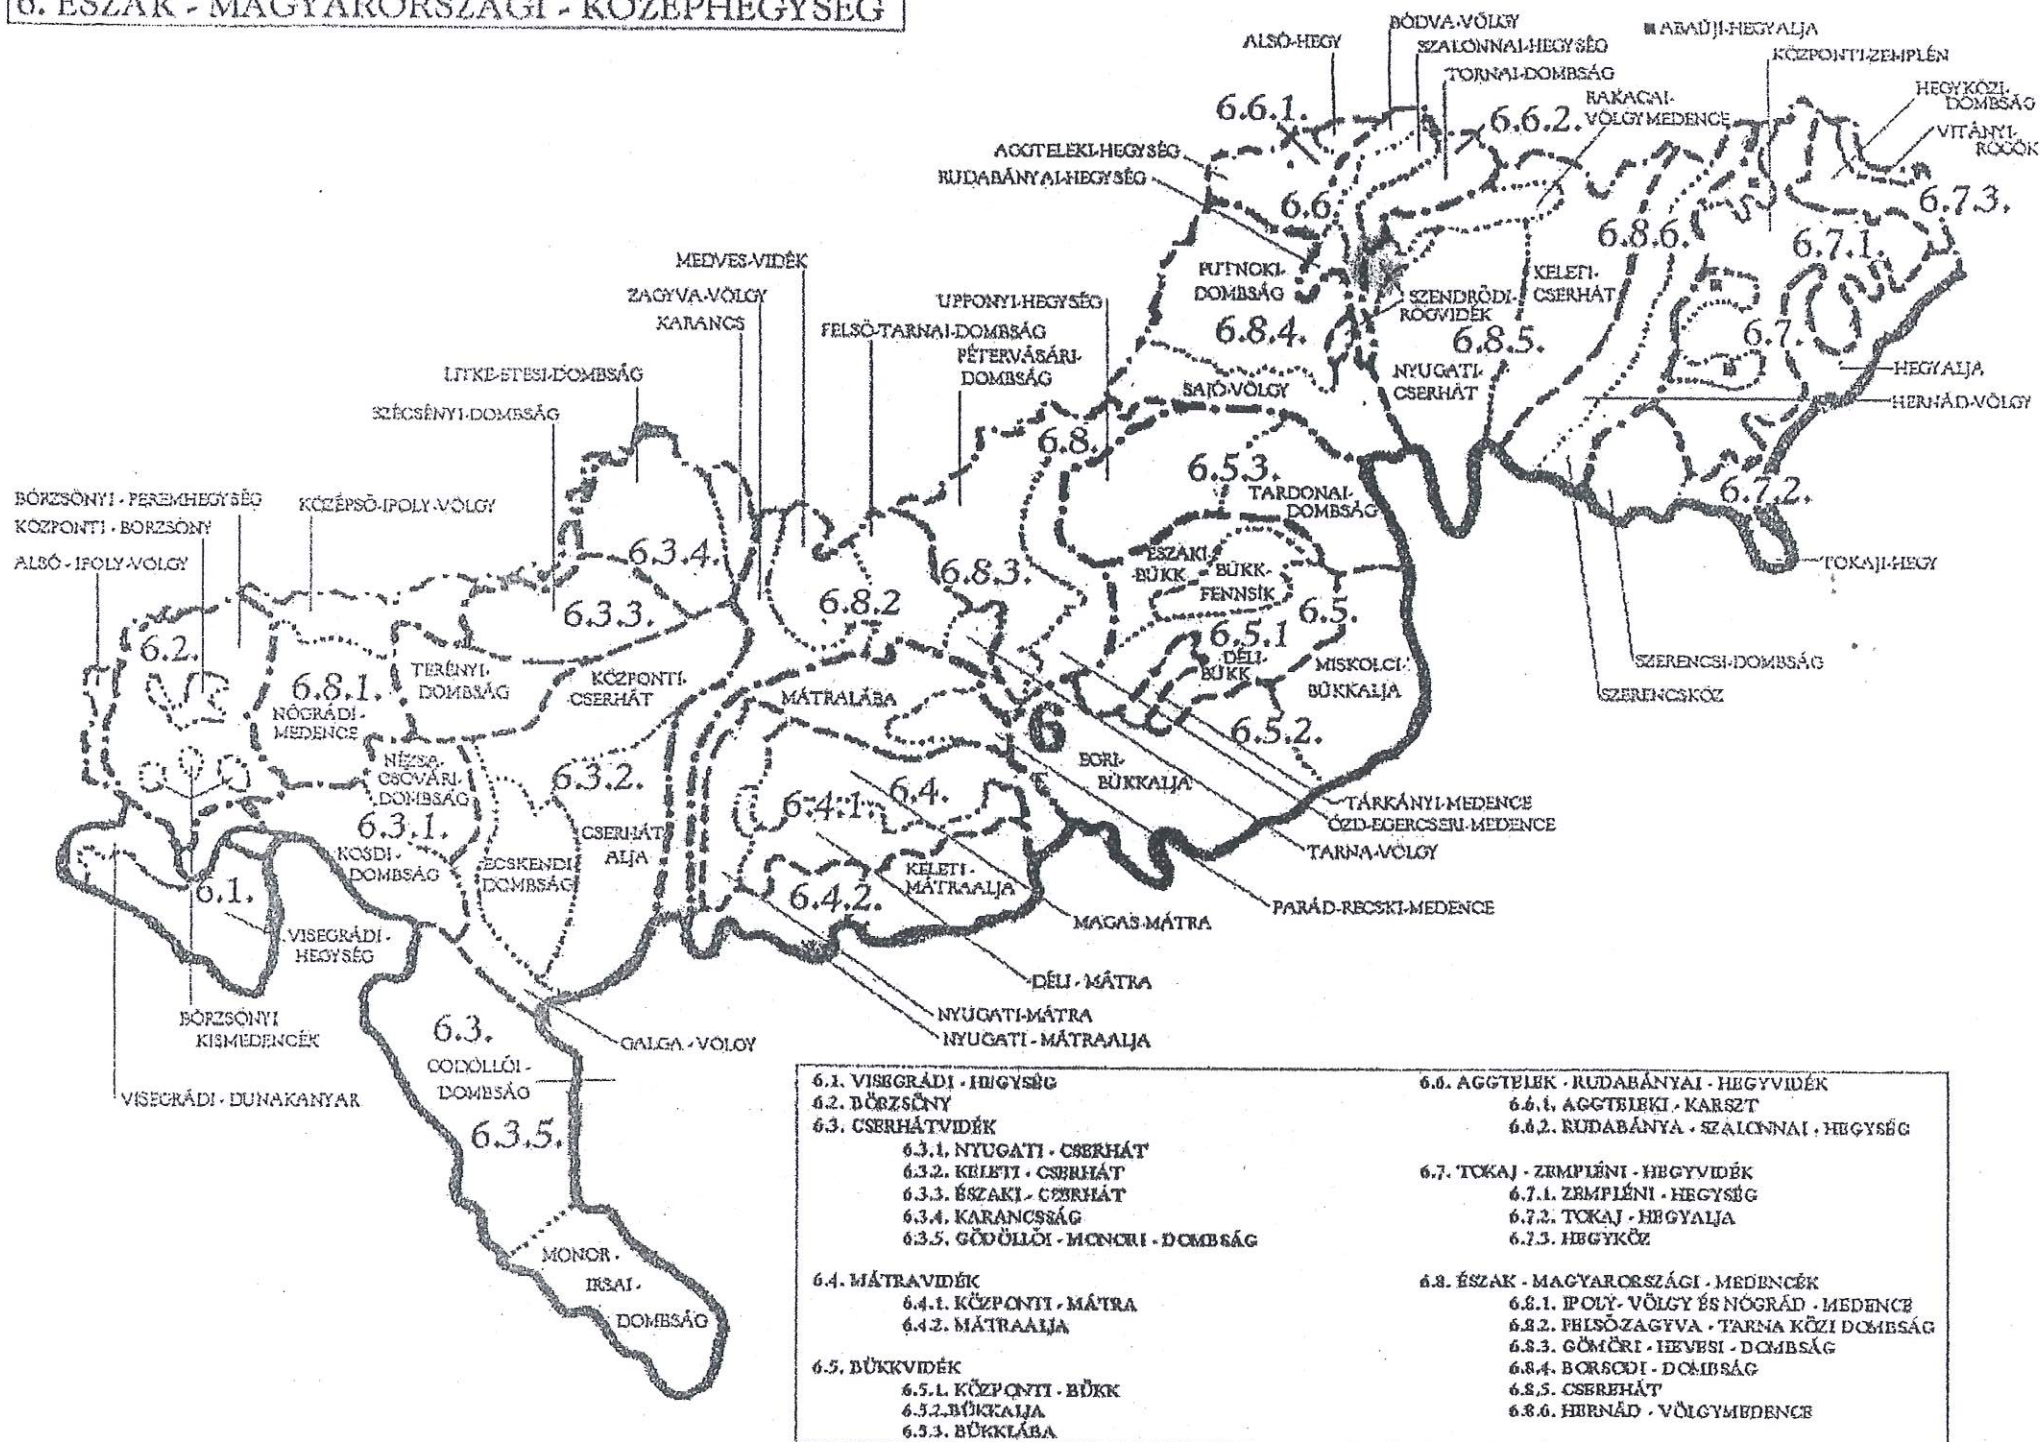 6. ÉSZAK - MAGYARORSZÁGI - KÖZÉPHEGYSÉG
BÓDVA-VÖLGY
ALSÓ-HEGY
SZALONNAI-HEGYSÉG
TORNAI-DOMBSÁG
ABAÚJI-HEGYALJA
KÖZPONTI-ZEMPLÉN
HEGYKÖZI-
DOMBSÁG
VITÁNYI-
RÖGÖK
6.6.1.
6.6.2.
RAKACAI-
VÖLGYMEDENCE
AGGTELEKI-HEGYSÉG
RUDABÁNYAI-HEGYSÉG
6.6
6.7.3.
6.8.6.
6.7.1.
MEDVES-VIDÉK
ZAGYVA-VÖLGY
KARANCS
FELSŐ-TARNAI-DOMBSÁG
UPPONYI-HEGYSÉG
PÉTERVÁSÁRI-
DOMBSÁG
PUTNOKI-
DOMBSÁG
6.8.4.
SZENDRŐDI-
RÖGVIDÉK
KELETI-
CSERHÁT
6.8.5.
NYUGATI-
CSERHÁT
SAJÓ-VÖLGY
6.7.
HEGYALJA
HERNÁD-VÖLGY
6.7.2.
TOKAJI-HEGY
SZERENCSI-DOMBSÁG
SZERENCSKÖZ
LITKE-ETESI-DOMBSÁG
SZÉCSÉNYI-DOMBSÁG
KÖZÉPSŐ-IPOLY-VÖLGY
BÖRZSÖNYI - PEREMHEGYSÉG
KÖZPONTI - BÖRZSÖNY
ALSÓ - IPOLY-VÖLGY
6.3.4.
6.3.3.
6.8.2
6.8.3.
6.8.
6.5.3.
TARDONAI-
DOMBSÁG
ÉSZAKI-
BÜKK
BÜKK-
FENNSÍK
6.5.
6.5.1
DÉLI-
BÜKK
MISKOLCI-
BÜKKALJA
6.5.2.
6.2.
6.8.1.
NÓGRÁDI-
MEDENCE
TERÉNYI-
DOMBSÁG
KÖZPONTI-
CSERHÁT
MÁTRALÁBA
6
EGRI-
BÜKKALJA
NÉZSA-
CSŐVÁRI-
DOMBSÁG
6.3.1.
KOSDI-
DOMBSÁG
ECSKENDI-
DOMBSÁG
6.3.2.
CSERHÁT
ALJA
6.4.1.
6.4.
KELETI-
MÁTRAALJA
6.4.2.
TÁRKÁNYI-MEDENCE
ÓZD-EGERCSEHI-MEDENCE
TARNA-VÖLGY
PARÁD-RECSKI-MEDENCE
MAGAS-MÁTRA
DÉLI - MÁTRA
NYUGATI-MÁTRA
NYUGATI - MÁTRAALJA
6.1.
VISEGRÁDI -
HEGYSÉG
BÖRZSÖNYI
KISMEDENCÉK
VISEGRÁDI - DUNAKANYAR
GALGA - VÖLGY
6.3.
GÖDÖLLŐI -
DOMBSÁG
6.3.5.
MONOR -
IRSAI -
DOMBSÁG
6.1. VISEGRÁDI - HEGYSÉG
6.2. BÖRZSÖNY
6.3. CSERHÁTVIDÉK
6.3.1. NYUGATI - CSERHÁT
6.3.2. KELETI - CSERHÁT
6.3.3. ÉSZAKI - CSERHÁT
6.3.4. KARANCSSÁG
6.3.5. GÖDÖLLŐI - MONORI - DOMBSÁG
6.4. MÁTRAVIDÉK
6.4.1. KÖZPONTI - MÁTRA
6.4.2. MÁTRAALJA
6.5. BÜKKVIDÉK
6.5.1. KÖZPONTI - BÜKK
6.5.2. BÜKKALJA
6.5.3. BÜKKLÁBA
6.6. AGGTELEK - RUDABÁNYAI - HEGYVIDÉK
6.6.1. AGGTELEKI - KARSZT
6.6.2. RUDABÁNYA - SZALONNAI - HEGYSÉG
6.7. TOKAJ - ZEMPLÉNI - HEGYVIDÉK
6.7.1. ZEMPLÉNI - HEGYSÉG
6.7.2. TOKAJ - HEGYALJA
6.7.3. HEGYKÖZ
6.8. ÉSZAK - MAGYARORSZÁGI - MEDENCÉK
6.8.1. IPOLY- VÖLGY ÉS NÓGRÁD - MEDENCE
6.8.2. FELSŐ-ZAGYVA - TARNA KÖZI DOMBSÁG
6.8.3. GÖMÖRI - HEVESI - DOMBSÁG
6.8.4. BORSODI - DOMBSÁG
6.8.5. CSEREHÁT
6.8.6. HERNÁD - VÖLGYMEDENCE